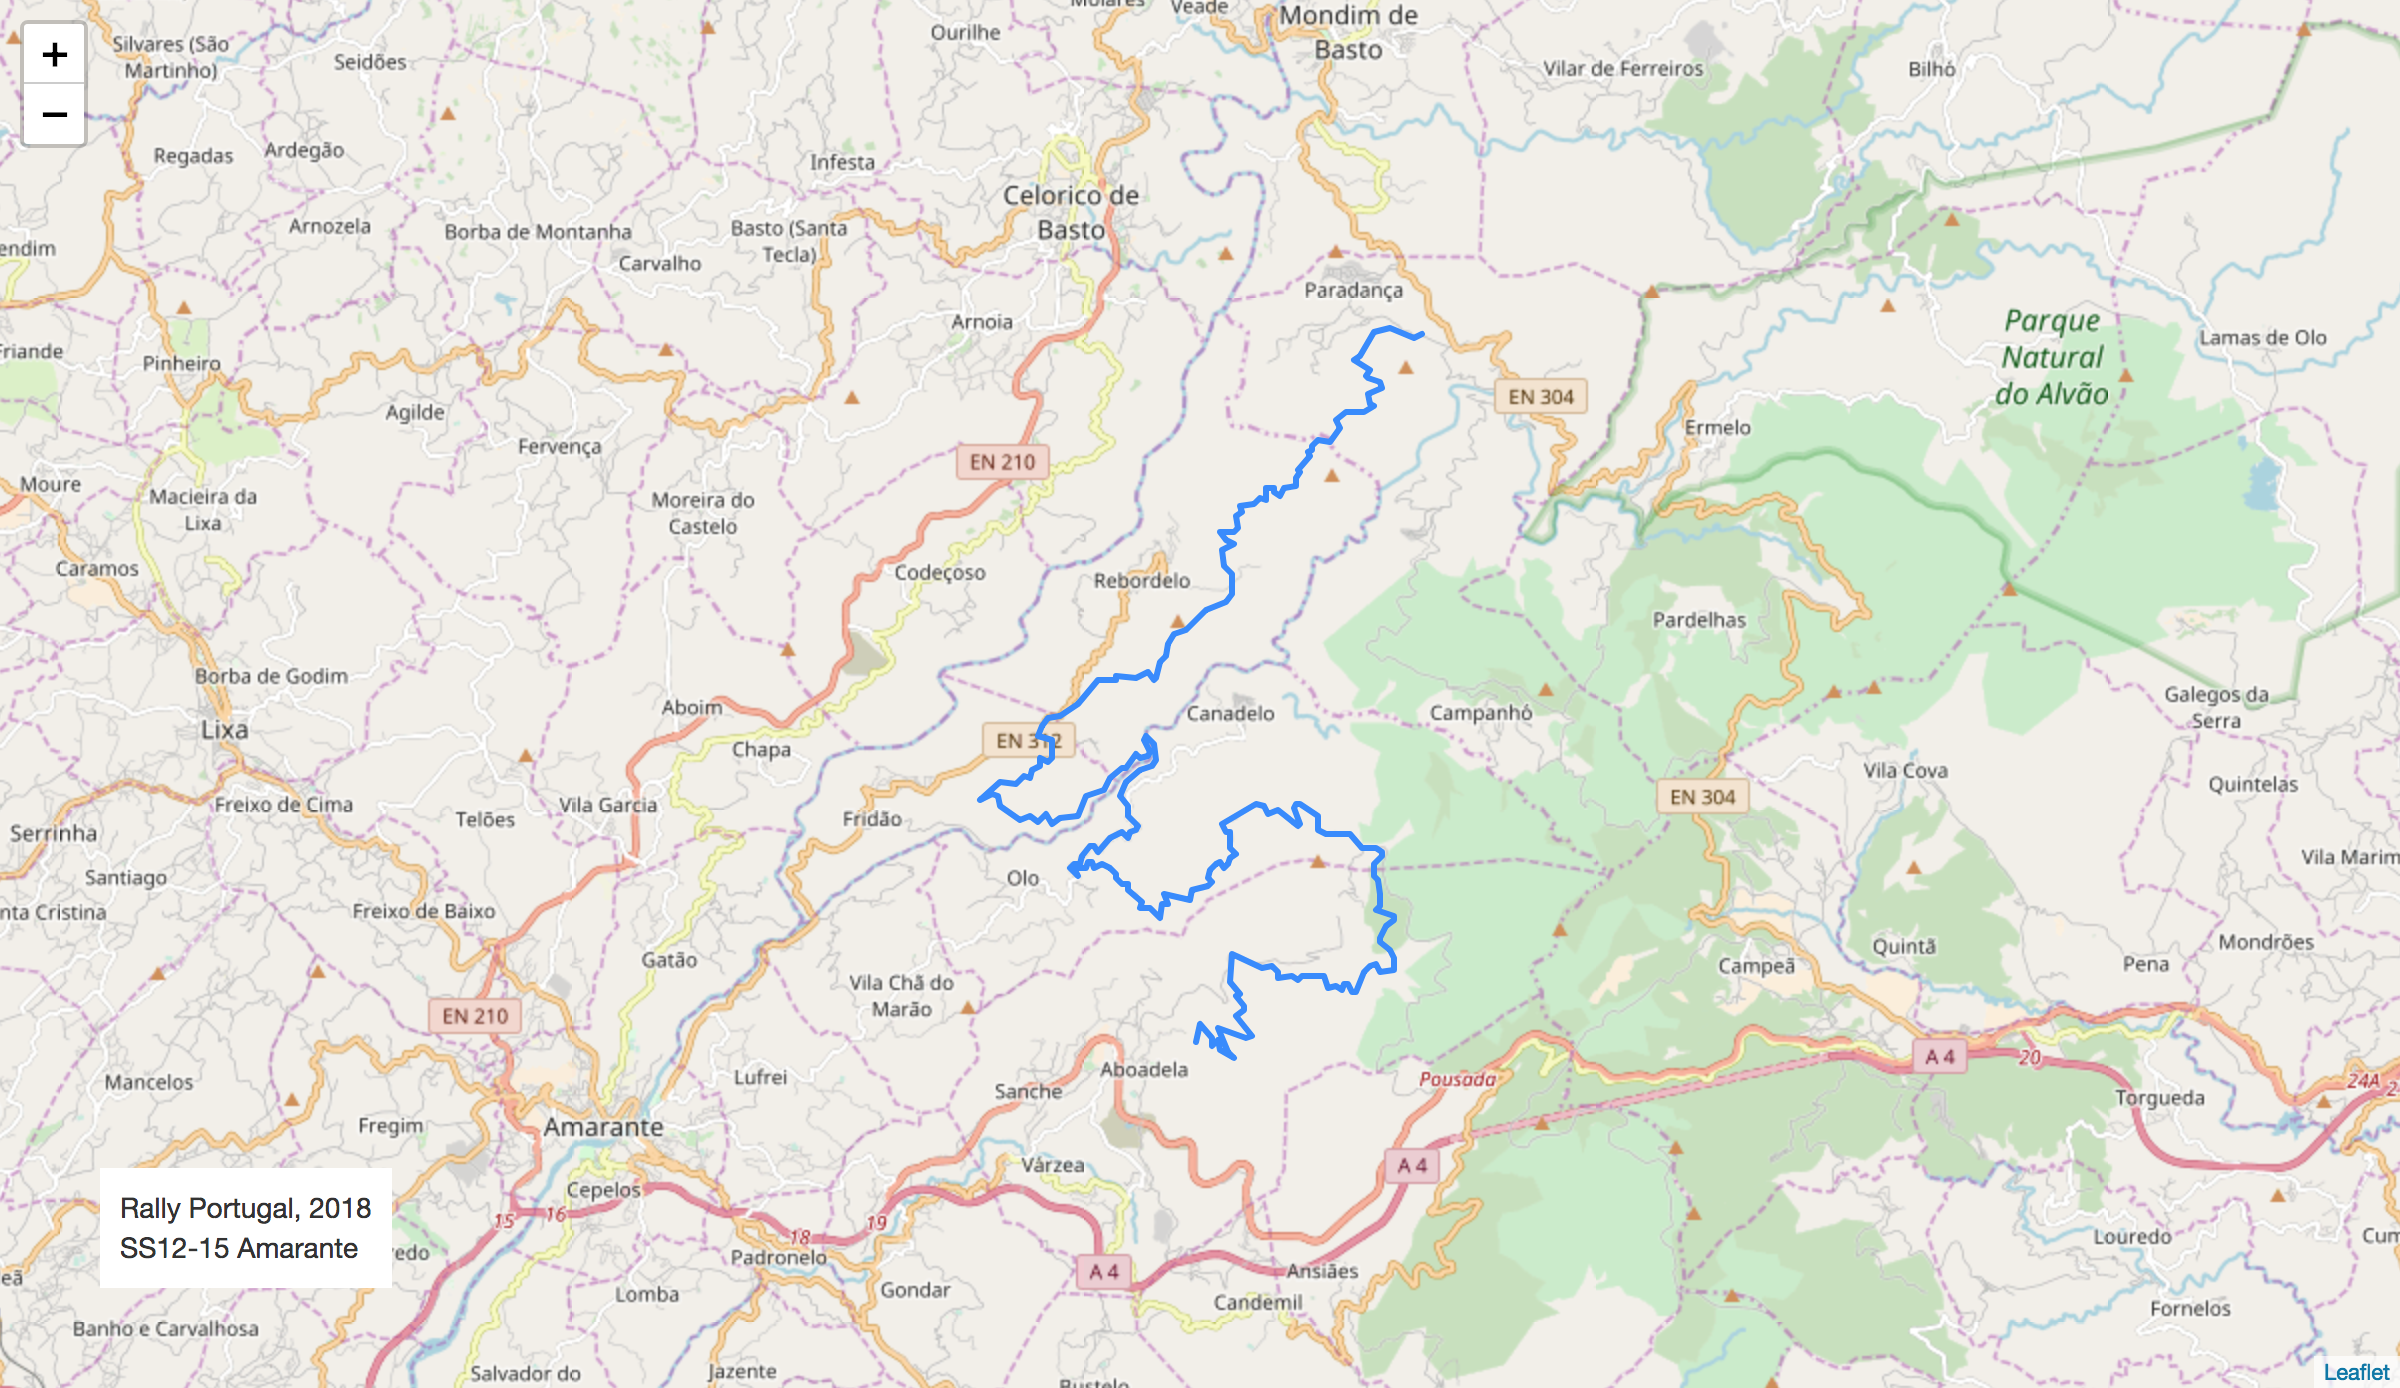 Molares
Veade
Mondim de
Basto
Silvares (São
Martinho)
Seidões
Ourilhe
Vilar de Ferreiros
Bilhó
+
−
Regadas
Ardegão
Infesta
Celorico de
Basto
Arnozela
Borba de Montanha
Basto (Santa
Tecla)
endim
Carvalho
Paradança
Arnoia
Parque
Natural
do Alvão
Lamas de Olo
Friande
Pinheiro
EN 304
Agilde
Ermelo
Fervença
EN 210
Moure
Macieira da
Lixa
Moreira do
Castelo
Caramos
Codeçoso
Rebordelo
Pardelhas
Borba de Godim
Galegos da
Serra
Aboim
Canadelo
Campanhó
Lixa
EN 312
Chapa
Vila Cova
Quintelas
EN 304
Freixo de Cima
Vila Garcia
Telões
Fridão
Serrinha
Vila Marim
Santiago
Olo
nta Cristina
Freixo de Baixo
Quintã
Mondrões
Gatão
Campeã
Pena
Vila Chã do
Marão
EN 210
A 4
20
Mancelos
Lufrei
Aboadela
Pousada
24A
2
Sanche
Torgueda
Fregim
Amarante
Várzea
A 4
Cepelos
Rally Portugal, 2018
SS12-15 Amarante
15
16
18
19
redo
Padronelo
Louredo
Cum
eã
A 4
Ansiães
Lomba
Gondar
Candemil
Fornelos
Banho e Carvalhosa
Salvador do
Jazente
Bustelo
Leaflet